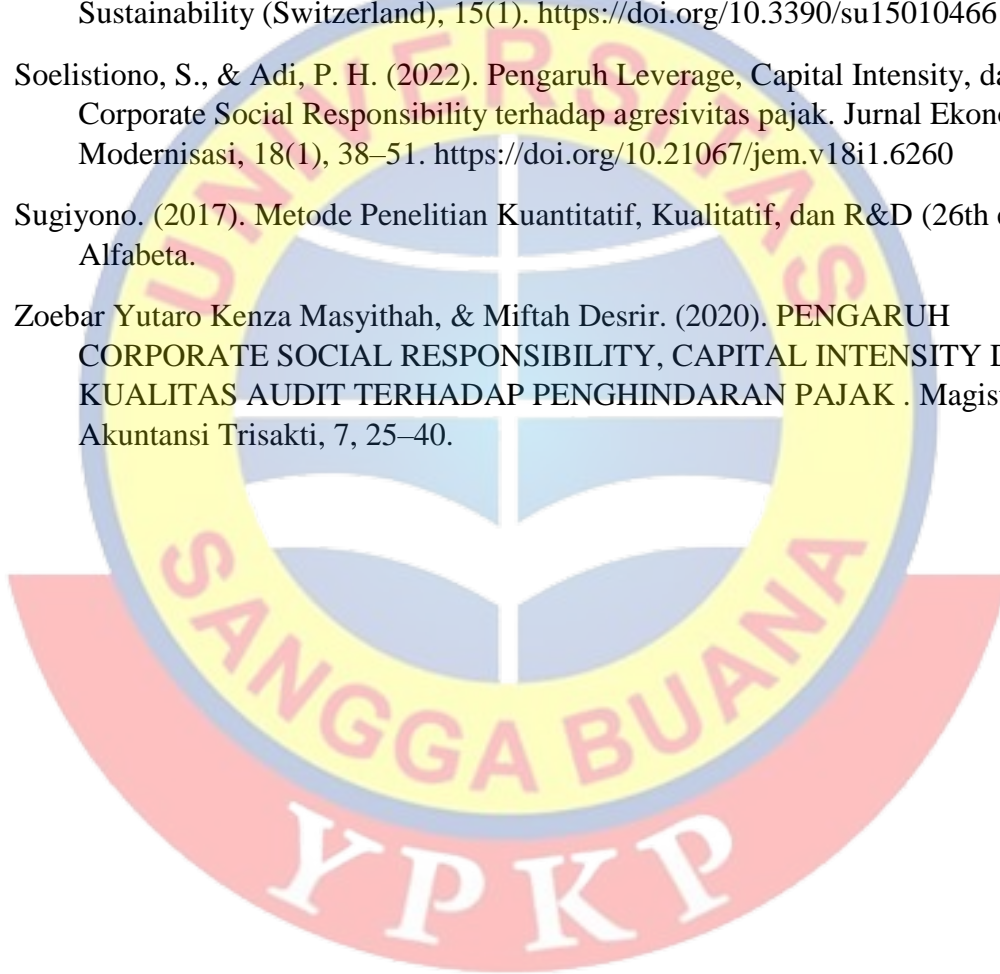 Sustainability (Switzerland), 15(1). https://doi.org/10.3390/su15010466
Soelistiono, S., & Adi, P. H. (2022). Pengaruh Leverage, Capital Intensity, da
Corporate Social Responsibility terhadap agresivitas pajak. Jurnal Ekono
Modernisasi, 18(1), 38–51. https://doi.org/10.21067/jem.v18i1.6260
Sugiyono. (2017). Metode Penelitian Kuantitatif, Kualitatif, dan R&D (26th e
Alfabeta.
Zoebar Yutaro Kenza Masyithah, & Miftah Desrir. (2020). PENGARUH
CORPORATE SOCIAL RESPONSIBILITY, CAPITAL INTENSITY D
KUALITAS AUDIT TERHADAP PENGHINDARAN PAJAK . Magist
Akuntansi Trisakti, 7, 25–40.
UNIVERSITAS
SANGGA BUANA
YPKP